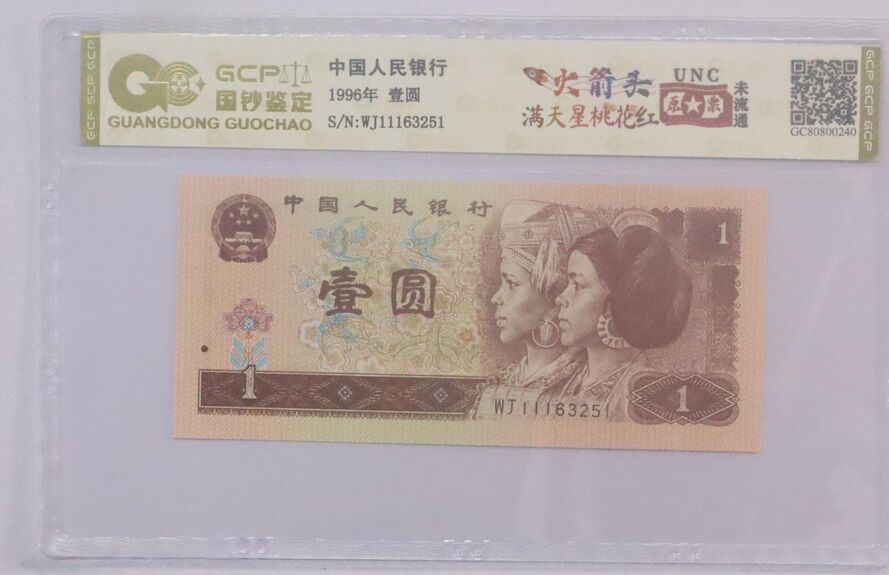 GCP
国钞鉴定
GUANGDONG GUOCHAO
中国人民银行
1996年 壹圆
S/N:WJ11163251
火箭头
满天星桃花红
UNC
原★票
未流通
GC80800240
GCP GCP GCP
GCP GCP GCP
中国人民银行
壹圆
1
1
1
WJ11163251